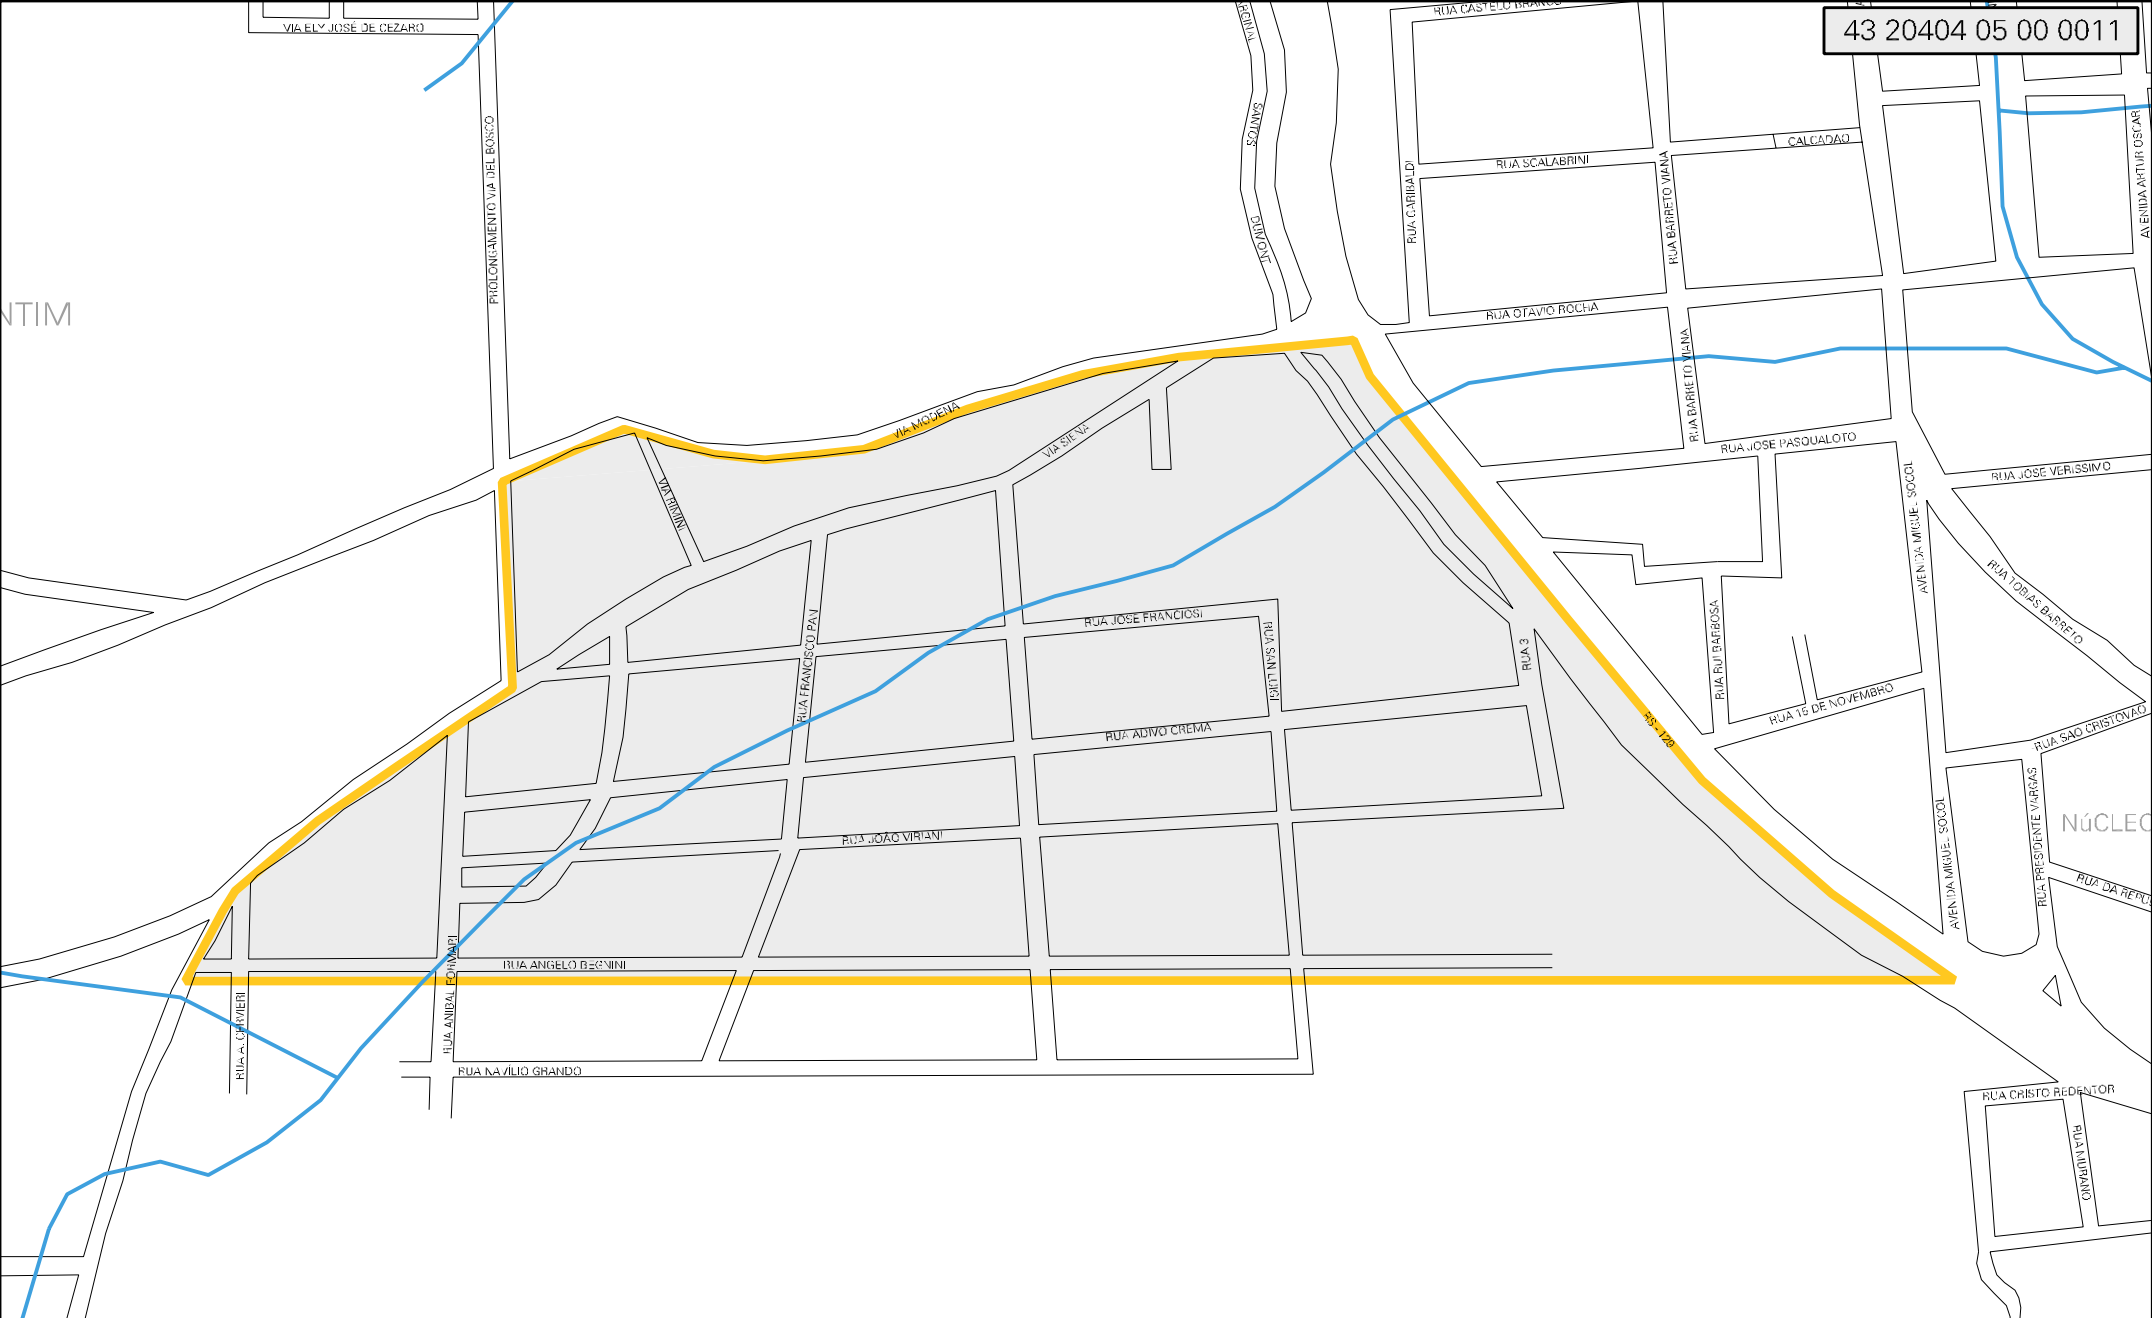 VIA ELY JOSÉ DE CEZARO
SANTOS
DUMONT
43 20404 05 00 0011
PROLONGAMENTO VIA DEL BOSCO
CALCADAO
RUA SCALABRINI
RUA GARIBALDI
RUA BARRETO VIANA
AVENIDA ARTUR OSCAR
NTIM
RUA OTAVIO ROCHA
RUA BARRETO VIANA
VIA MODENA
VIA SIENA
RUA JOSE PASQUALOTO
RUA JOSE VERISSIMO
VIA RIMINI
AVENIDA MIGUEL SOCOL
RUA TOBIAS BARRETO
RUA JOSE FRANCIOSI
RUA FRANCISCO PAN
RUA SAN LUIGI
RUA 3
RUA RUI BARBOSA
RUA 15 DE NOVEMBRO
RUA ADIVO CREMA
RS - 129
RUA SAO CRISTOVAO
RUA JOÃO VIRIANI
AVENIDA MIGUEL SOCOL
RUA PRESIDENTE VARGAS
NúCLEO
RUA DA REPU
RUA ANGELO BEGNINI
RUA ANIBAL FORMARI
RUA A. CERVIERI
RUA NAVÍLIO GRANDO
RUA CRISTO REDENTOR
RUA MURANO